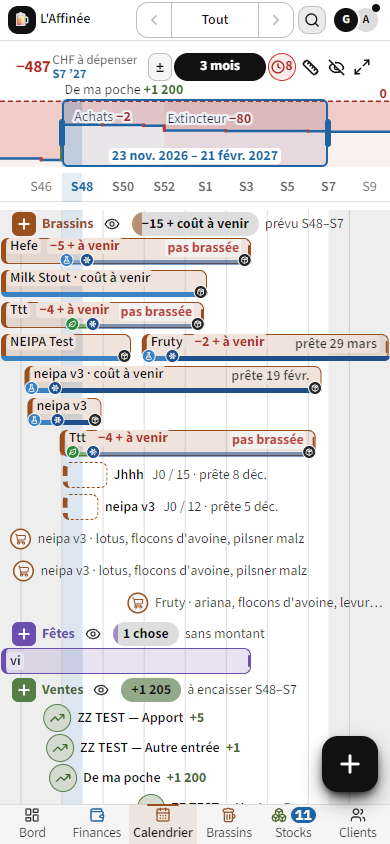 L'Affinée
Tout
G
A
−487
CHF à dépenser
S7 ’27
±
3 mois
8
De ma poche +1 200
0
Achats −2
Extincteur −80
23 nov. 2026 – 21 févr. 2027
S46 S48 S50 S52 S1 S3 S5 S7 S9
Brassins
−15 + coût à venir
prévu S48–S7
Hefe −5 + à venir
pas brassée
Milk Stout · coût à venir
Ttt −4 + à venir
pas brassée
NEIPA Test
Fruty −2 + à venir
prête 29 mars
neipa v3 · coût à venir
prête 19 févr.
neipa v3
Ttt −4 + à venir
pas brassée
Jhhh J0 / 15 · prête 8 déc.
neipa v3 J0 / 12 · prête 5 déc.
neipa v3 · lotus, flocons d'avoine, pilsner malz
neipa v3 · lotus, flocons d'avoine, pilsner malz
Fruty · ariana, flocons d'avoine, levur…
Fêtes
1 chose
sans montant
vi
Ventes
+1 205
à encaisser S48–S7
ZZ TEST — Apport +5
ZZ TEST — Autre entrée +1
De ma poche +1 200
Bord
Finances
Calendrier
Brassins
Stocks
11
Clients